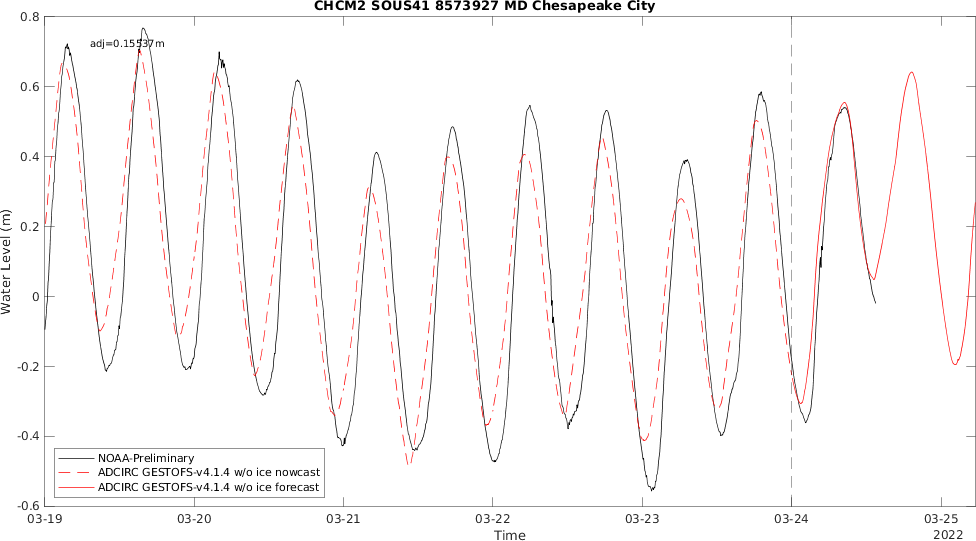 CHCM2 SOUS41 8573927 MD Chesapeake City
adj=0.15537m
0.8
0.6
0.4
0.2
0
-0.2
-0.4
-0.6
Water Level (m)
NOAA-Preliminary
ADCIRC GESTOFS-v4.1.4 w/o ice nowcast
ADCIRC GESTOFS-v4.1.4 w/o ice forecast
03-19 03-20 03-21 03-22 03-23 03-24 03-25
Time
2022